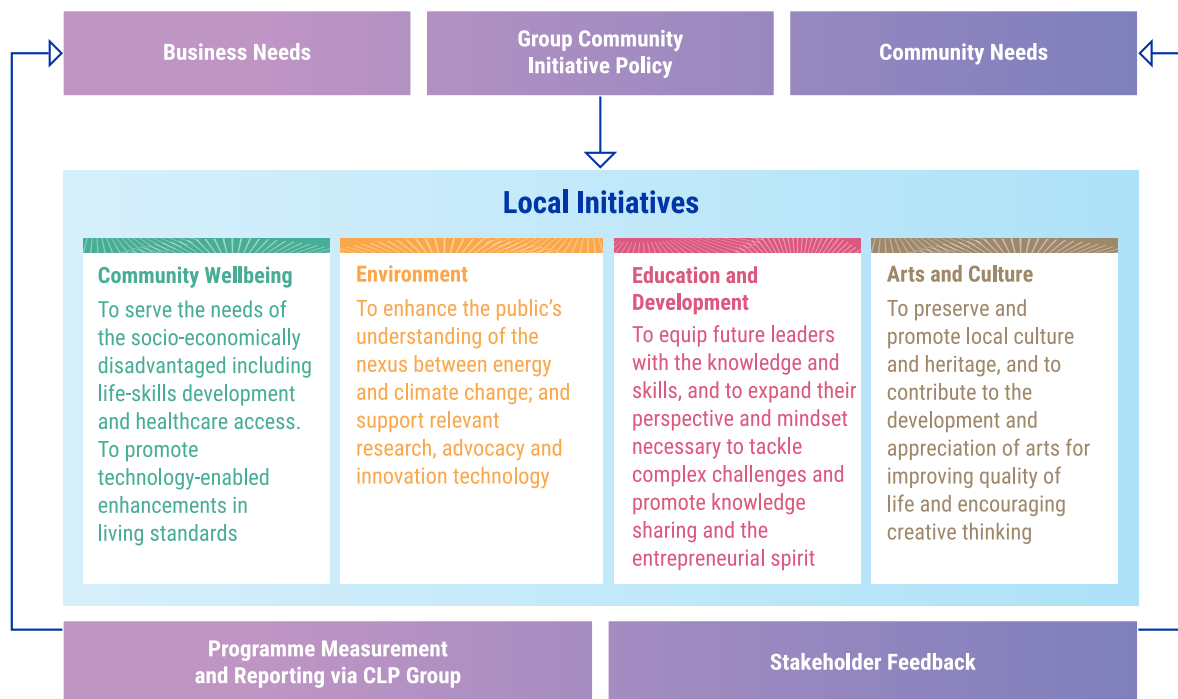 Business Needs
Group Community
Initiative Policy
Community Needs
Local Initiatives
Community Wellbeing
To serve the needs of
the socio-economically
disadvantaged including
life-skills development
and healthcare access.
To promote
technology-enabled
enhancements in
living standards
Environment
To enhance the public’s
understanding of the
nexus between energy
and climate change; and
support relevant
research, advocacy and
innovation technology
Education and
Development
To equip future leaders
with the knowledge and
skills, and to expand their
perspective and mindset
necessary to tackle
complex challenges and
promote knowledge
sharing and the
entrepreneurial spirit
Arts and Culture
To preserve and
promote local culture
and heritage, and to
contribute to the
development and
appreciation of arts for
improving quality of
life and encouraging
creative thinking
Programme Measurement
and Reporting via CLP Group
Stakeholder Feedback